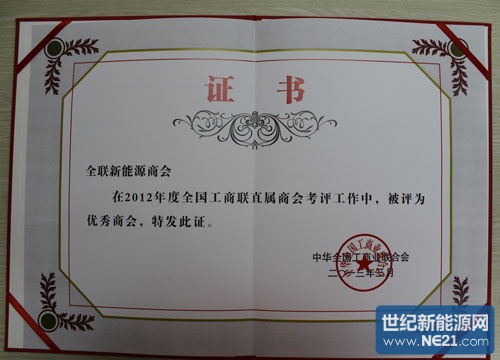 证 书
全联新能源商会
在2012年度全国工商联直属商会考评工作中，被评为
优秀商会，特发此证。
中华全国工商业联合会
二〇一三年三月
世纪新能源网
www.NE21.com